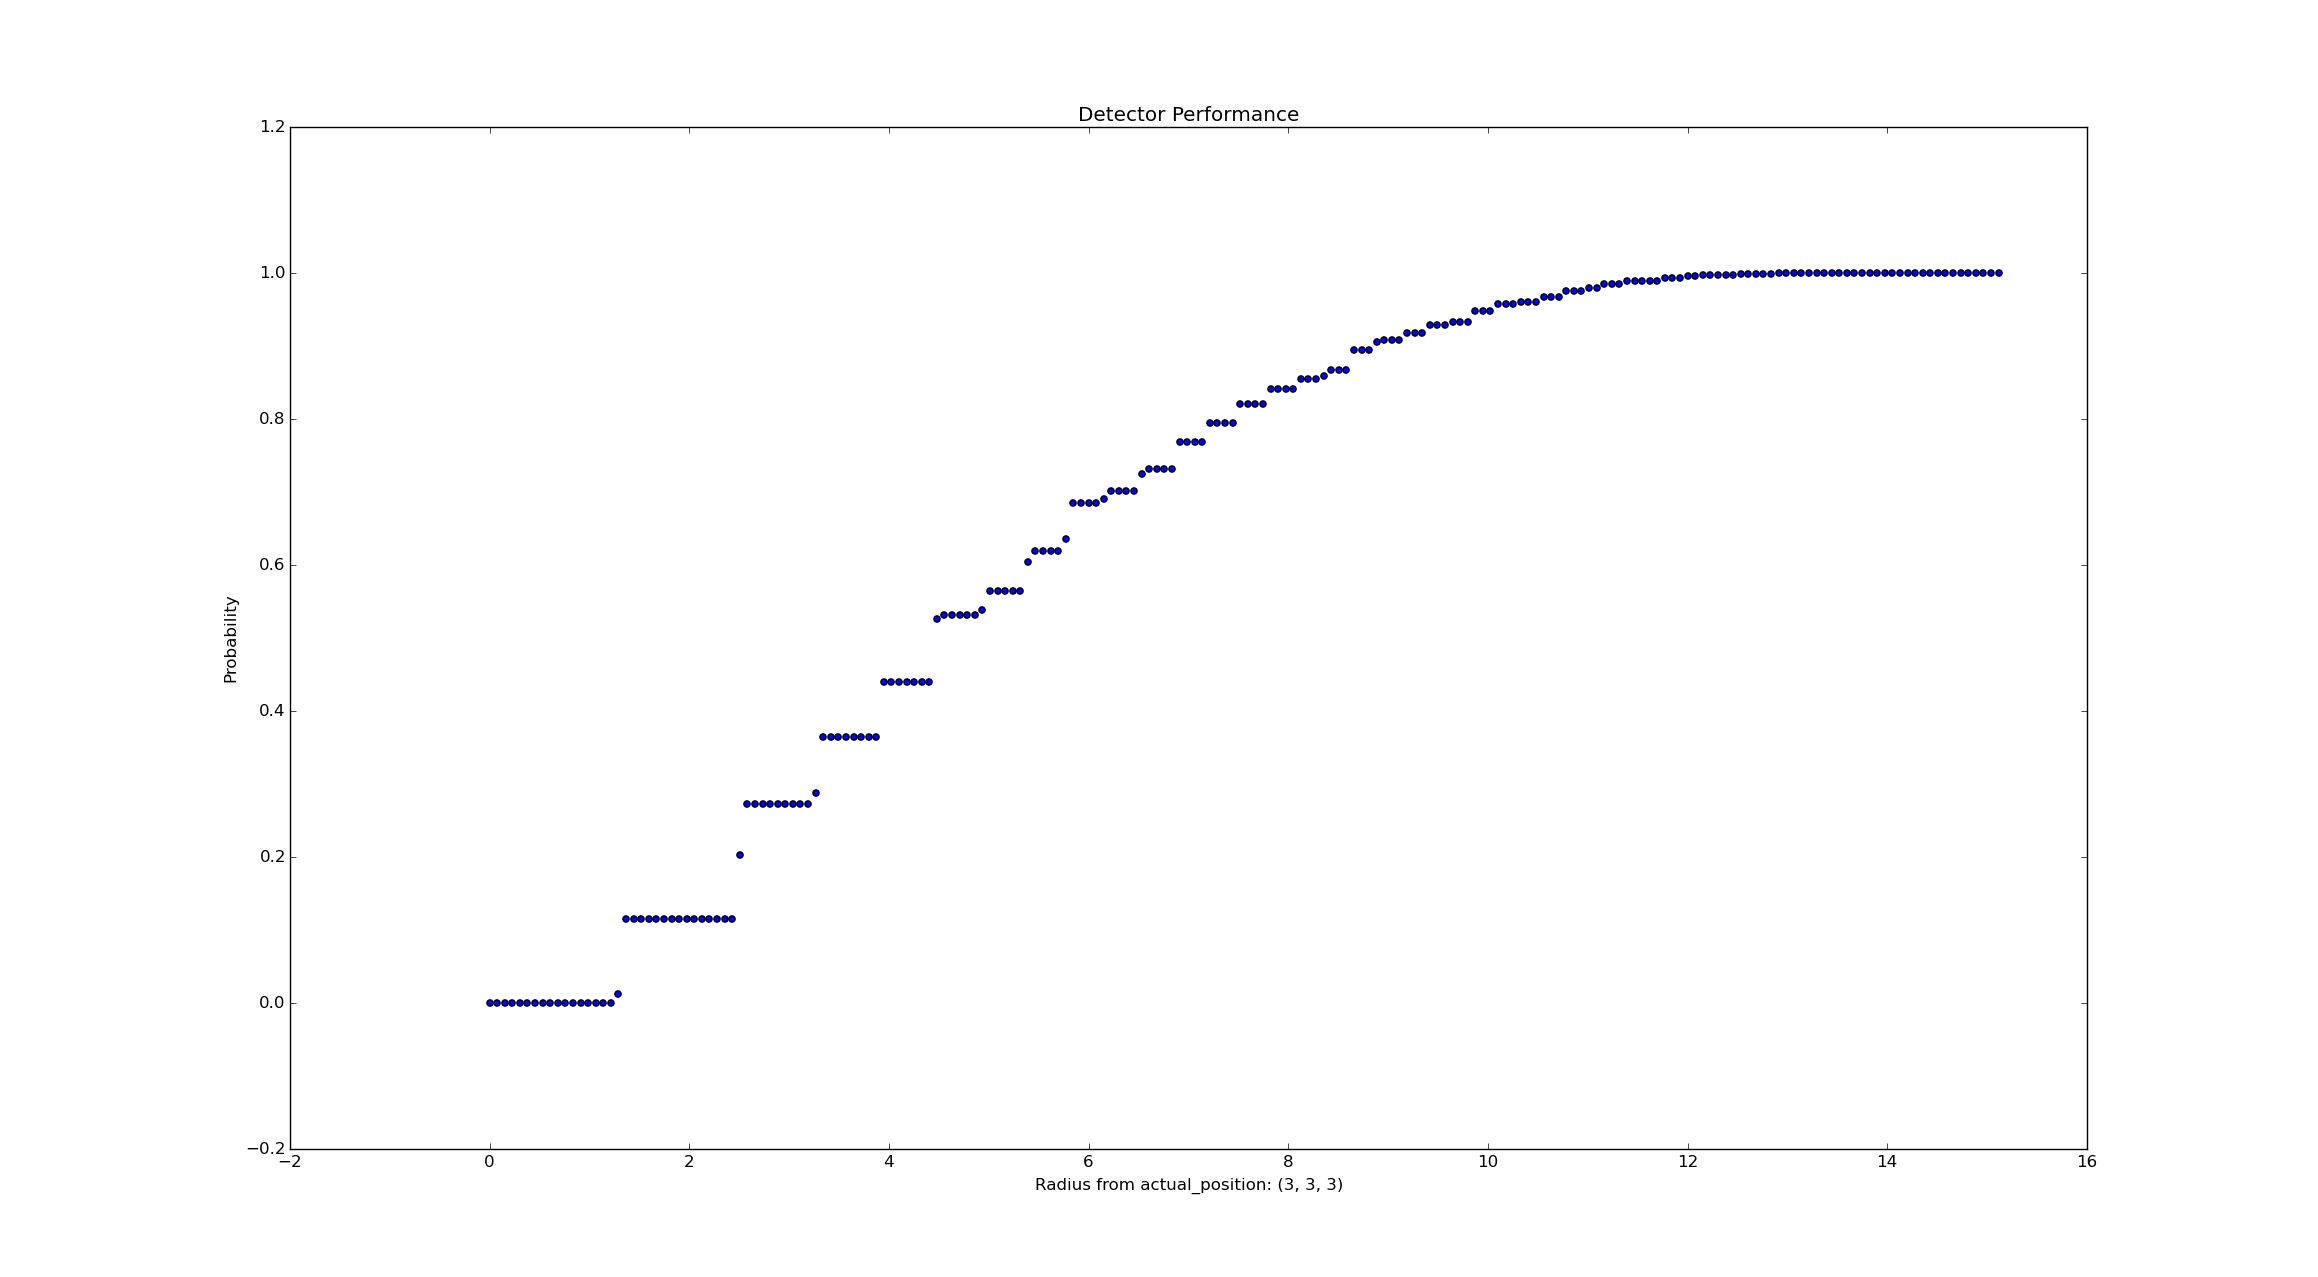 Detector Performance
1.2
1.0
0.8
0.6
0.4
0.2
0.0
−0.2
Probability
−2 0 2 4 6 8 10 12 14 16
Radius from actual_position: (3, 3, 3)